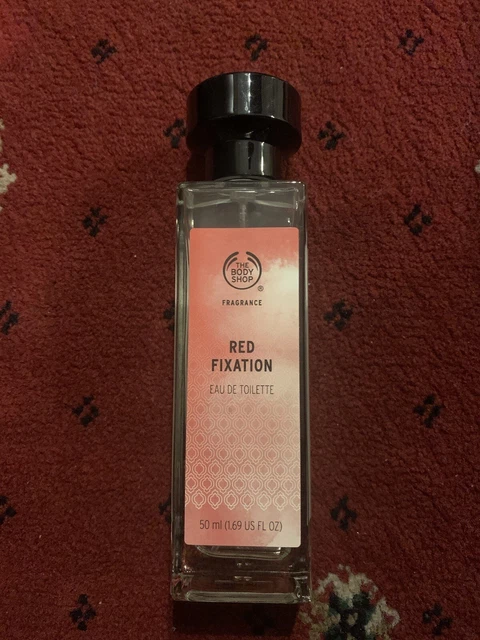 THE
BODY
SHOP
®
FRAGRANCE
RED
FIXATION
EAU DE TOILETTE
50 ml (1.69 US FL OZ)